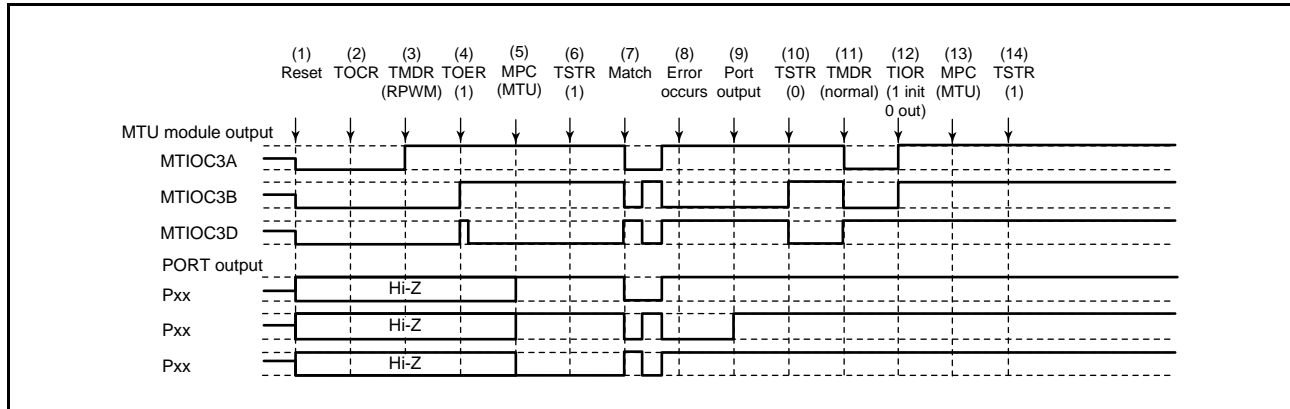 (1) (2) (3) (4) (5) (6) (7) (8) (9) (10) (11) (12) (13) (14)
Reset TOCR TMDR TOER MPC TSTR Match Error Port TSTR TMDR TIOR MPC TSTR
(RPWM) (1) (MTU) (1) occurs output (0) (normal) (1 init (MTU) (1)
0 out)
MTU module output
MTIOC3A
MTIOC3B
MTIOC3D
PORT output
Pxx Hi-Z
Pxx Hi-Z
Pxx Hi-Z